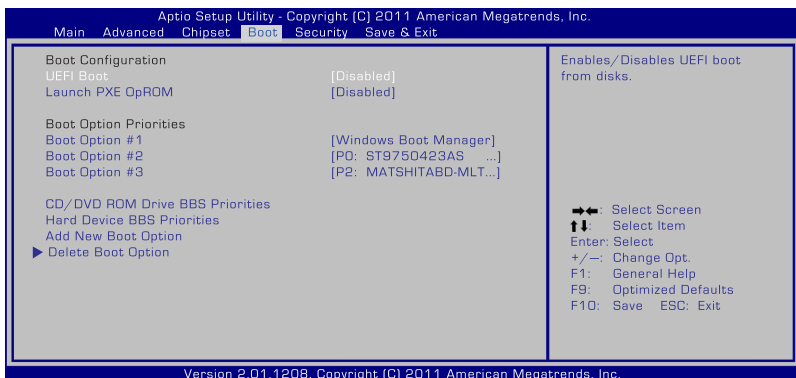 Aptio Setup Utility - Copyright (C) 2011 American Megatrends, Inc.
Main Advanced Chipset Boot Security Save & Exit
Boot Configuration
UEFI Boot [Disabled]
Launch PXE OpROM [Disabled]
Boot Option Priorities
Boot Option #1 [Windows Boot Manager]
Boot Option #2 [P0: ST9750423AS ...]
Boot Option #3 [P2: MATSHITABD-MLT...]
CD/DVD ROM Drive BBS Priorities
Hard Device BBS Priorities
Add New Boot Option
▶ Delete Boot Option
Enables/Disables UEFI boot
from disks.
→←: Select Screen
↑↓: Select Item
Enter: Select
+/—: Change Opt.
F1: General Help
F9: Optimized Defaults
F10: Save ESC: Exit
Version 2.01.1208. Copyright (C) 2011 American Megatrends, Inc.